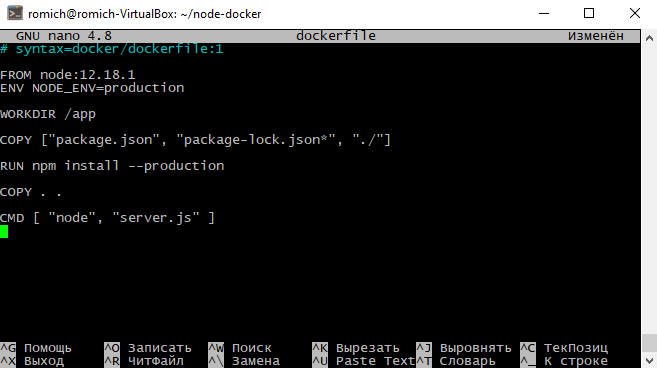 romich@romich-VirtualBox: ~/node-docker
GNU nano 4.8 dockerfile Изменён
# syntax=docker/dockerfile:1
FROM node:12.18.1
ENV NODE_ENV=production
WORKDIR /app
COPY ["package.json", "package-lock.json*", "./"]
RUN npm install --production
COPY . .
CMD [ "node", "server.js" ]
^G Помощь ^O Записать ^W Поиск ^K Вырезать ^J Выровнять ^C ТекПозиц
^X Выход ^R ЧитФайл ^\ Замена ^U Paste Text ^T Словарь ^_ К строке